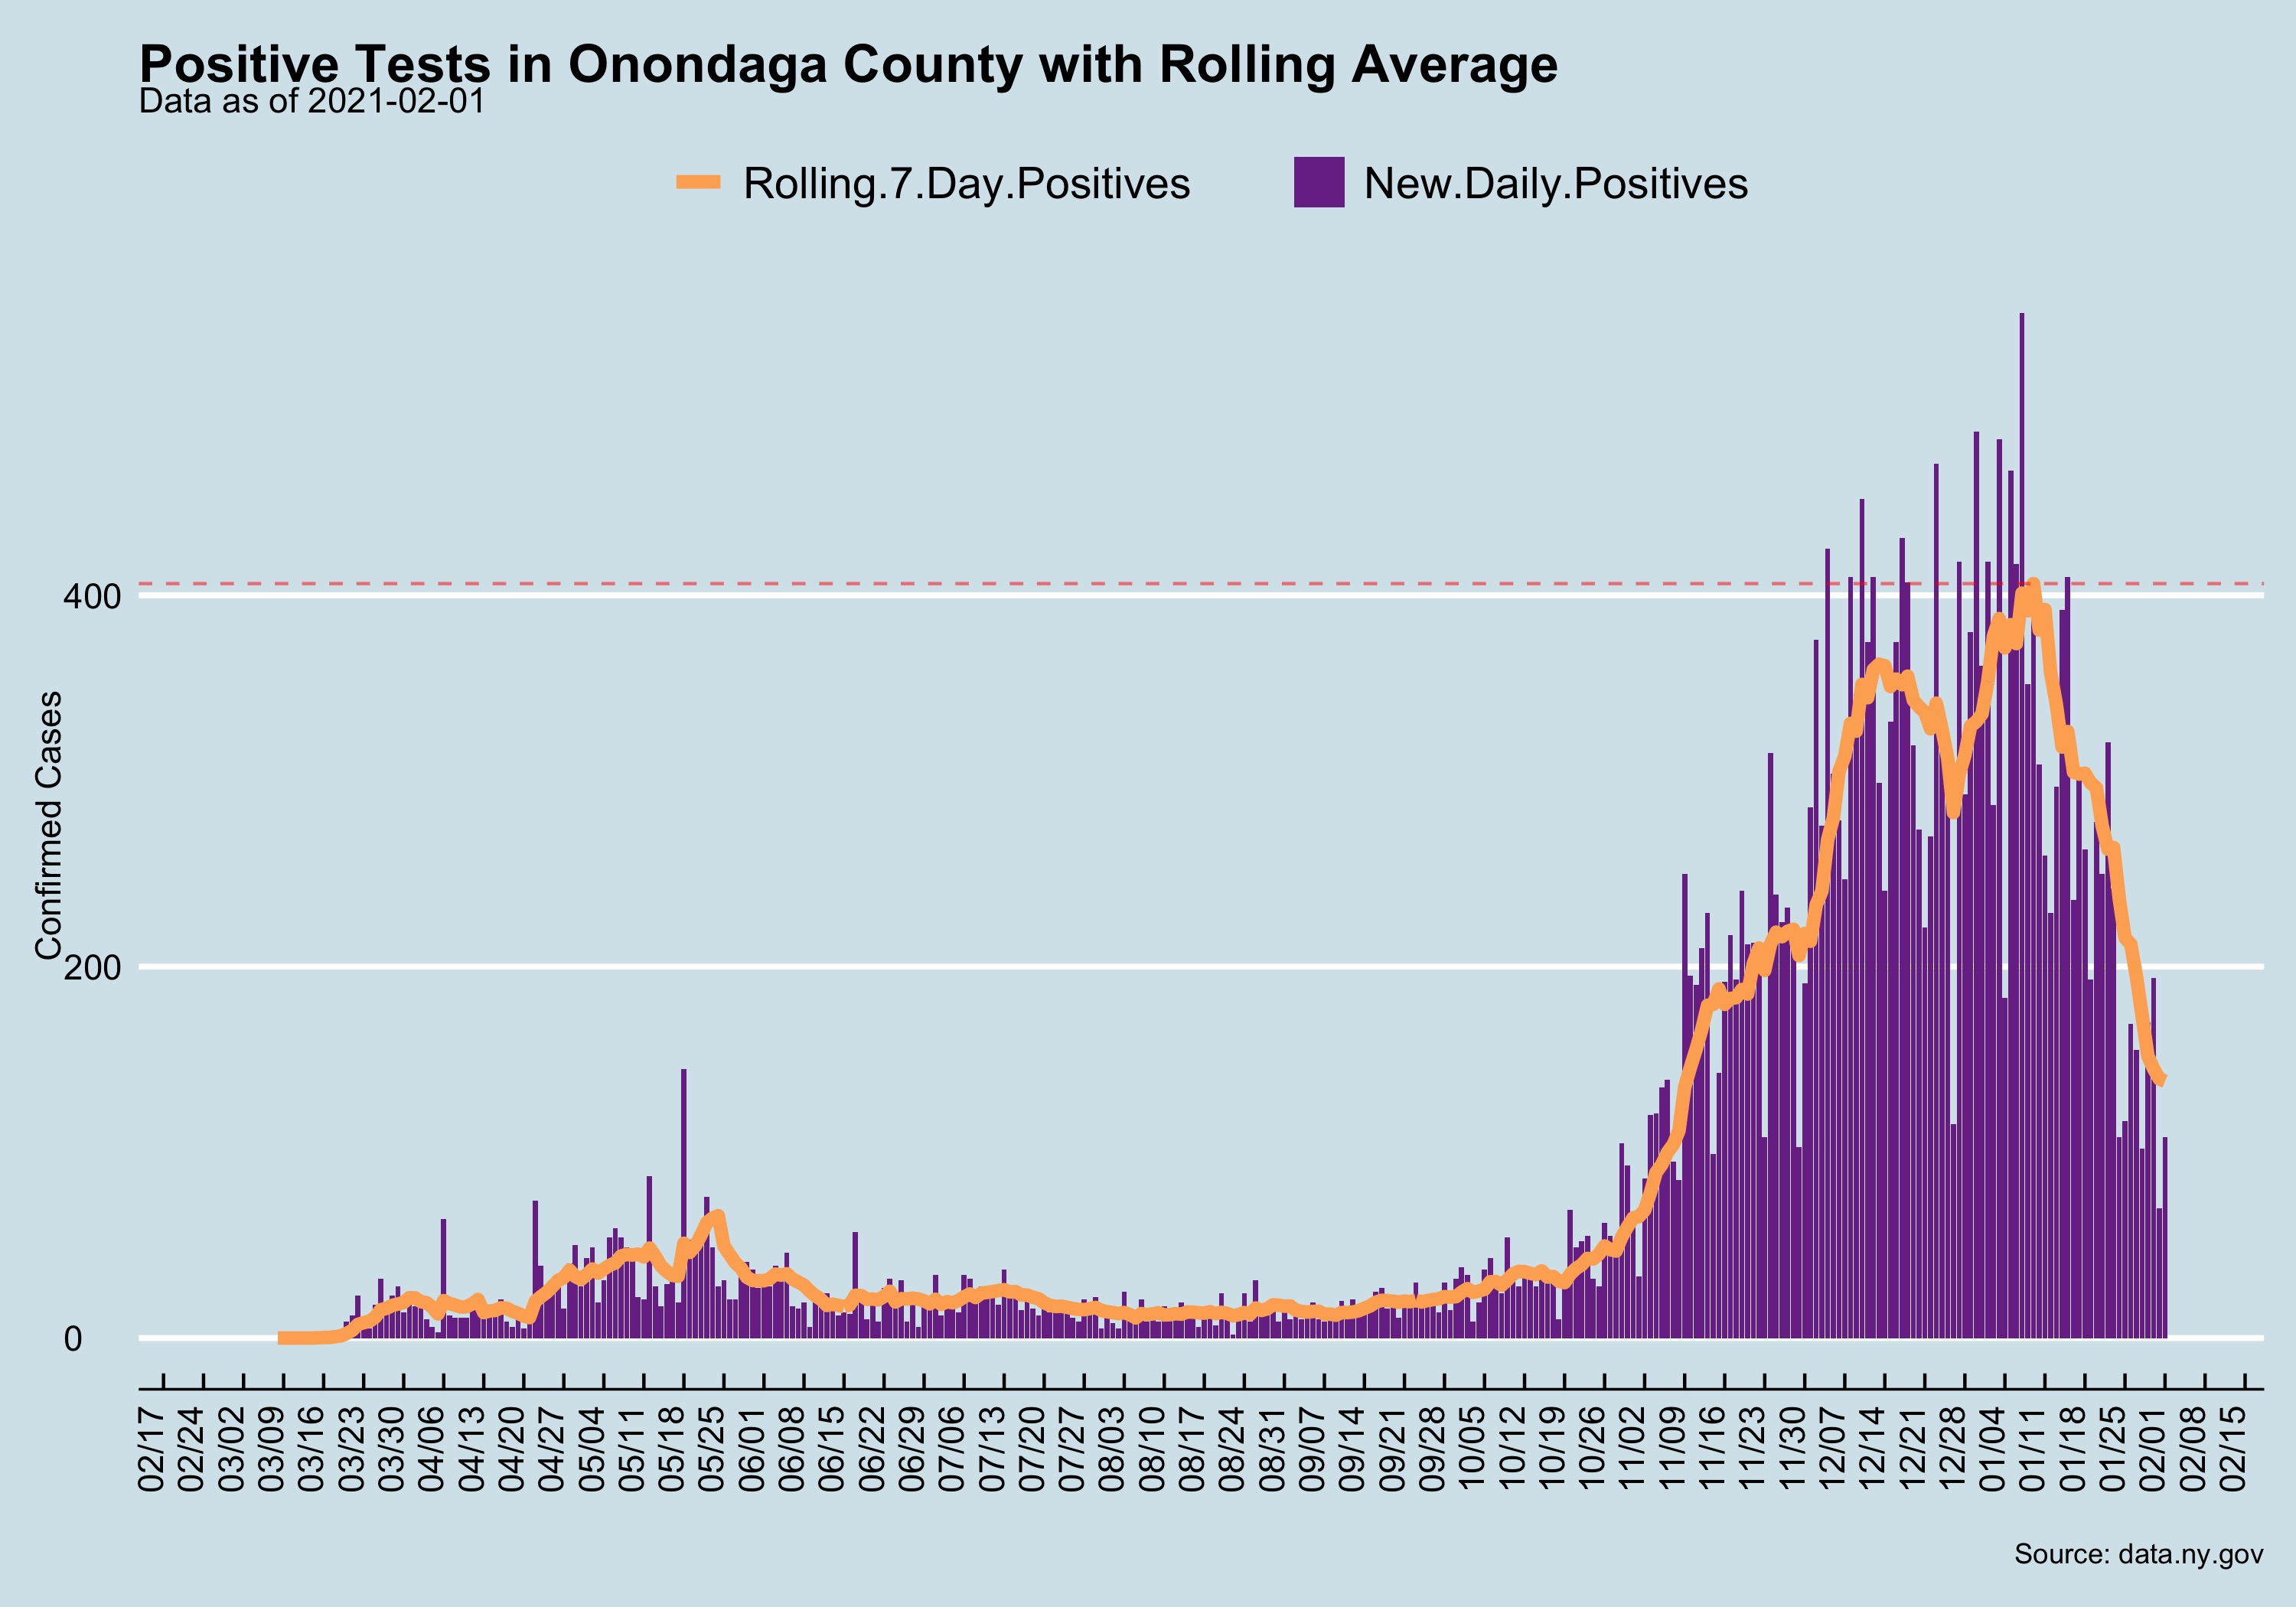 Positive Tests in Onondaga County with Rolling Average
Data as of 2021-02-01
Rolling.7.Day.Positives New.Daily.Positives
Confirmed Cases
400
200
0
02/17 02/24 03/02 03/09 03/16 03/23 03/30 04/06 04/13 04/20 04/27 05/04 05/11 05/18 05/25 06/01 06/08 06/15 06/22 06/29 07/06 07/13 07/20 07/27 08/03 08/10 08/17 08/24 08/31 09/07 09/14 09/21 09/28 10/05 10/12 10/19 10/26 11/02 11/09 11/16 11/23 11/30 12/07 12/14 12/21 12/28 01/04 01/11 01/18 01/25 02/01 02/08 02/15
Source: data.ny.gov